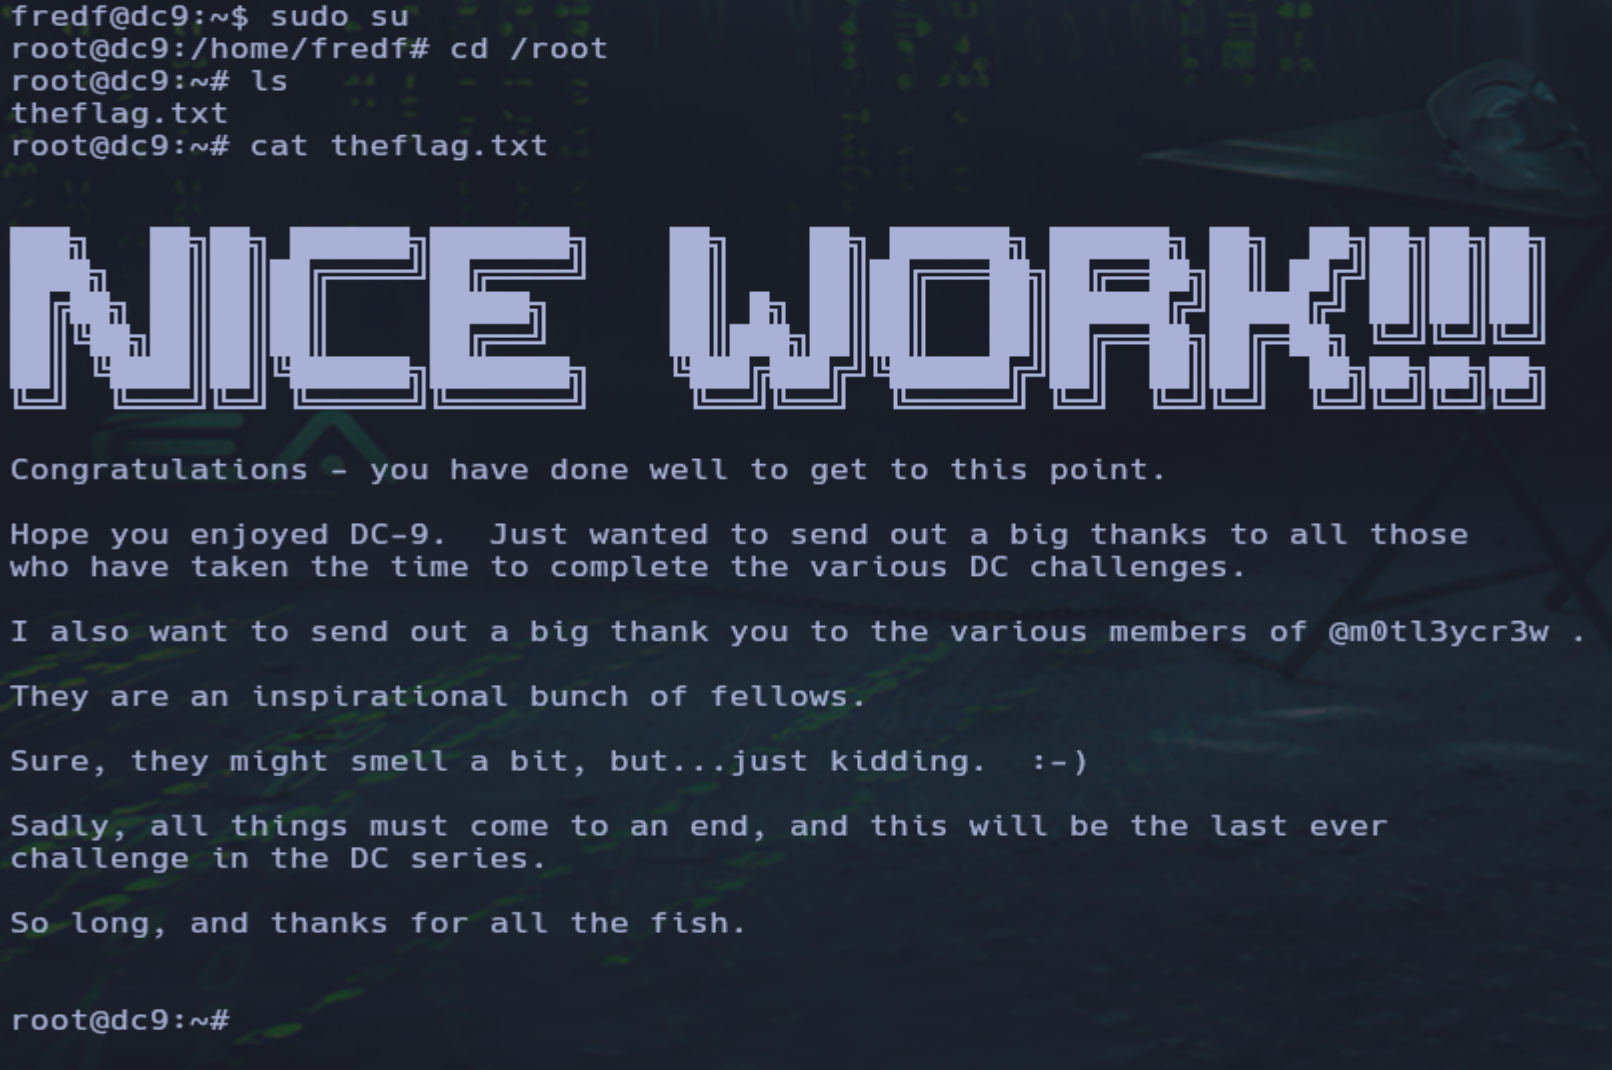 fredf@dc9:~$ sudo su
root@dc9:/home/fredf# cd /root
root@dc9:~# ls
theflag.txt
root@dc9:~# cat theflag.txt
NICE WORK!!!
Congratulations - you have done well to get to this point.
Hope you enjoyed DC-9.  Just wanted to send out a big thanks to all those
who have taken the time to complete the various DC challenges.
I also want to send out a big thank you to the various members of @m0tl3ycr3w .
They are an inspirational bunch of fellows.
Sure, they might smell a bit, but...just kidding.  :-)
Sadly, all things must come to an end, and this will be the last ever
challenge in the DC series.
So long, and thanks for all the fish.
root@dc9:~#